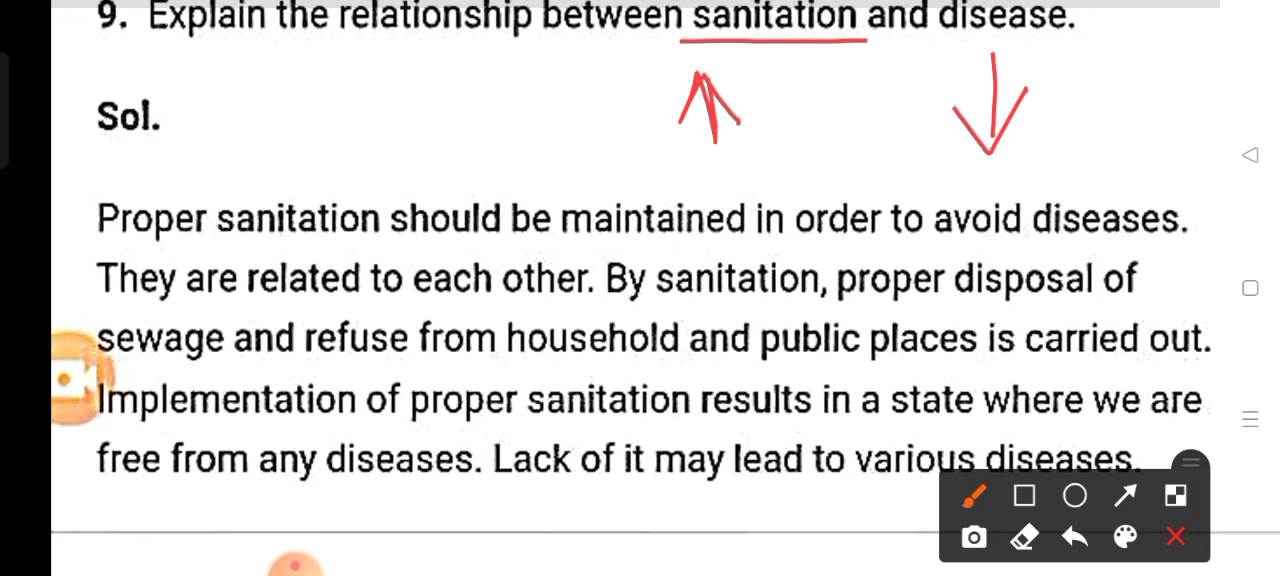 9. Explain the relationship between sanitation and disease.
Sol.
Proper sanitation should be maintained in order to avoid diseases.
They are related to each other. By sanitation, proper disposal of
sewage and refuse from household and public places is carried out.
Implementation of proper sanitation results in a state where we are
free from any diseases. Lack of it may lead to various diseases.